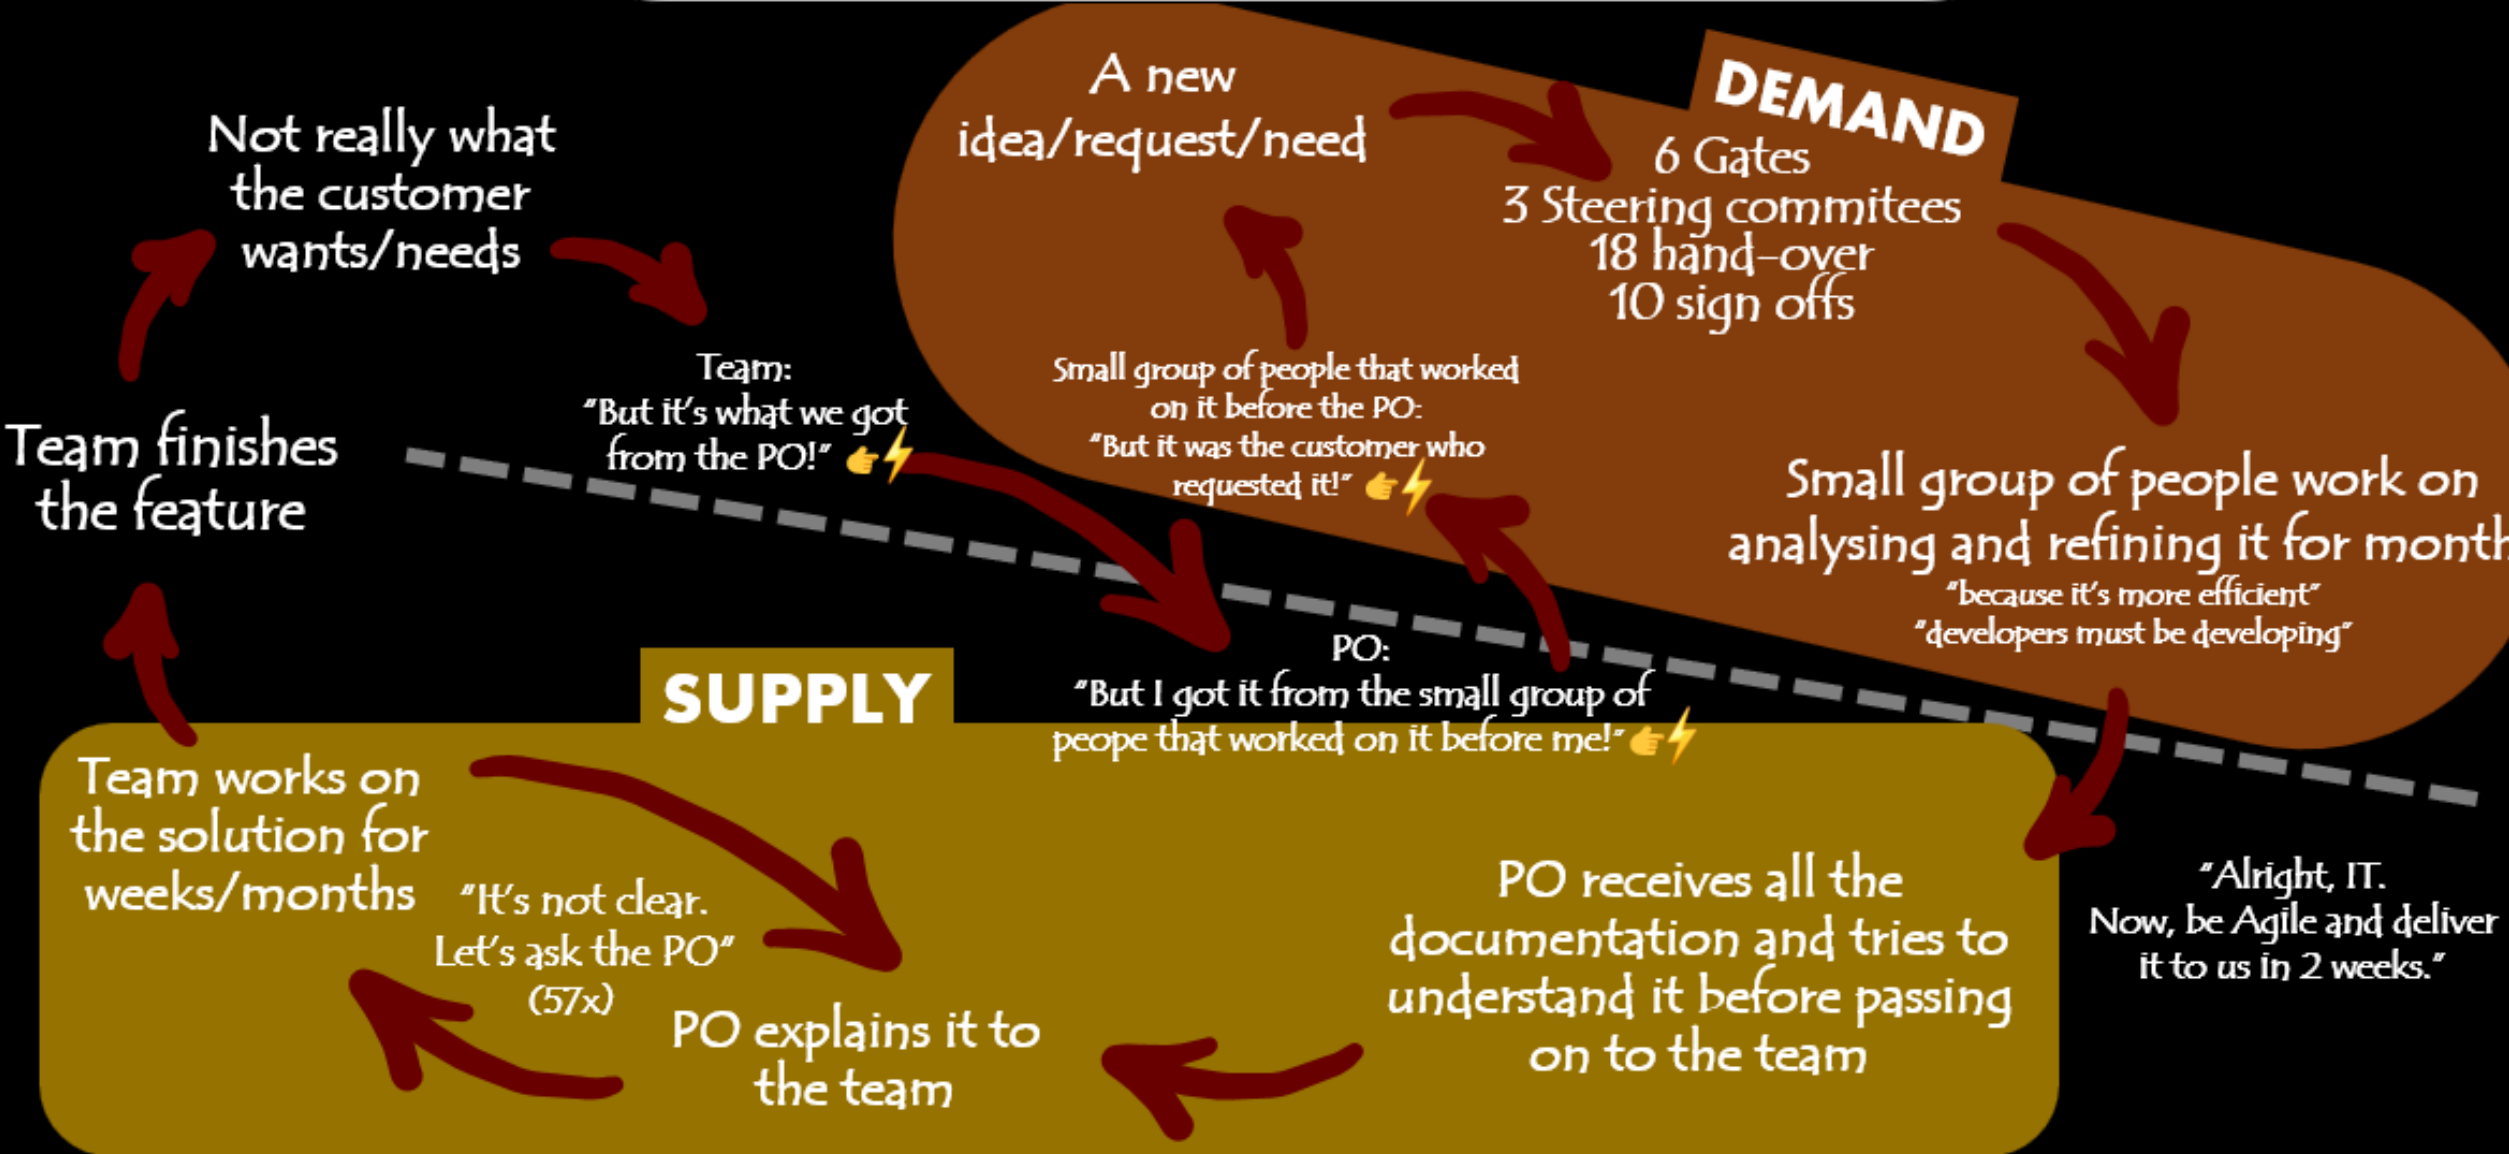 A new
idea/request/need
DEMAND
6 Gates
3 Steering commitees
18 hand-over
10 sign offs
Small group of people work on
analysing and refining it for month
"because it's more efficient"
"developers must be developing"
"Alright, IT.
Now, be Agile and deliver
it to us in 2 weeks."
SUPPLY
PO receives all the
documentation and tries to
understand it before passing
on to the team
PO explains it to
the team
Team works on
the solution for
weeks/months
"It's not clear.
Let's ask the PO"
(57x)
Team finishes
the feature
Not really what
the customer
wants/needs
Team:
"But it's what we got
from the PO!"
PO:
"But I got it from the small group of
peope that worked on it before me!"
Small group of people that worked
on it before the PO:
"But it was the customer who
requested it!"